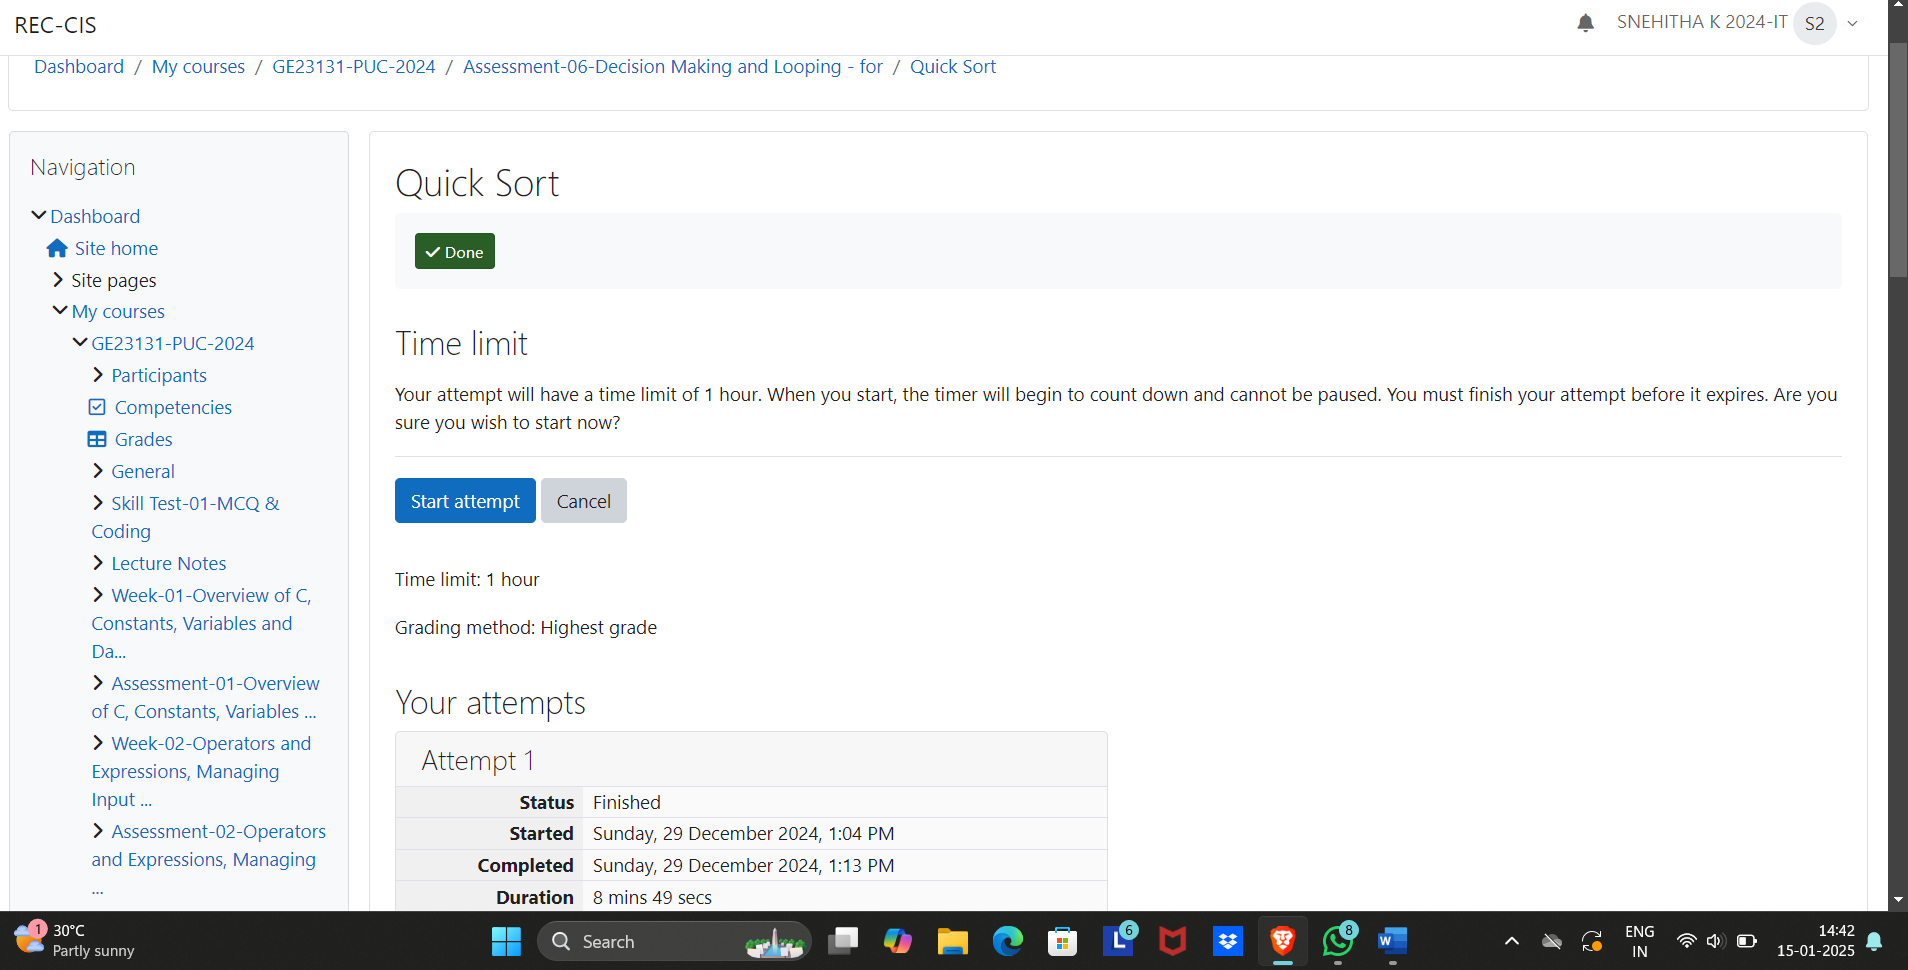 REC-CIS
SNEHITHA K 2024-IT S2
Dashboard / My courses / GE23131-PUC-2024 / Assessment-06-Decision Making and Looping - for / Quick Sort
Navigation
Dashboard
Site home
Site pages
My courses
GE23131-PUC-2024
Participants
Competencies
Grades
General
Skill Test-01-MCQ &
Coding
Lecture Notes
Week-01-Overview of C,
Constants, Variables and
Da...
Assessment-01-Overview
of C, Constants, Variables ...
Week-02-Operators and
Expressions, Managing
Input ...
Assessment-02-Operators
and Expressions, Managing
...
Quick Sort
Done
Time limit
Your attempt will have a time limit of 1 hour. When you start, the timer will begin to count down and cannot be paused. You must finish your attempt before it expires. Are you
sure you wish to start now?
Start attempt Cancel
Time limit: 1 hour
Grading method: Highest grade
Your attempts
Attempt 1
Status Finished
Started Sunday, 29 December 2024, 1:04 PM
Completed Sunday, 29 December 2024, 1:13 PM
Duration 8 mins 49 secs
1
30°C
Partly sunny
Search
L 6
8
W
ENG
IN
14:42
15-01-2025